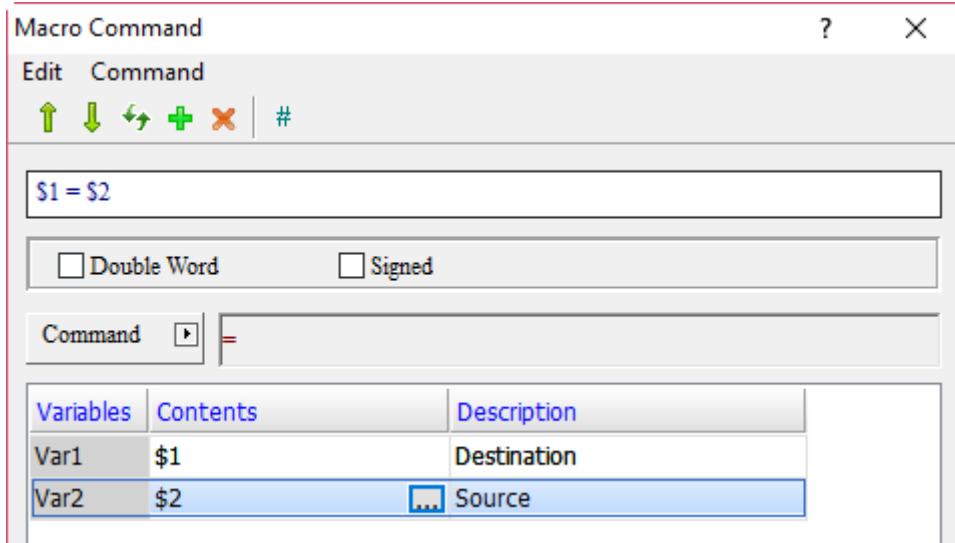 Macro Command ?
Edit Command
#
$1 = $2
Double Word Signed
Command =
Variables Contents Description
Var1 $1 Destination
Var2 $2 ... Source